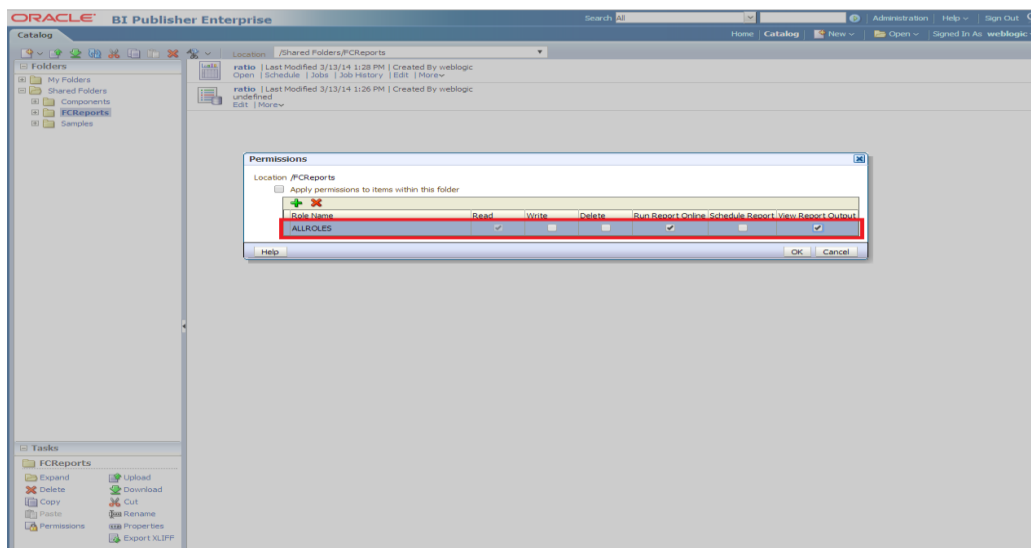 ORACLE BI Publisher Enterprise
Search All
Administration Help Sign Out
Catalog
Home Catalog New Open Signed In As weblogic
Location /Shared Folders/FCReports
Folders
My Folders
Shared Folders
Components
FCReports
Samples
ratio | Last Modified 3/13/14 1:28 PM | Created By weblogic
Open | Schedule | Jobs | Job History | Edit | More
ratio | Last Modified 3/13/14 1:26 PM | Created By weblogic
undefined
Edit | More
Permissions
Location /FCReports
Apply permissions to items within this folder
Role Name Read Write Delete Run Report Online Schedule Report View Report Output
ALLROLES
Help OK Cancel
Tasks
FCReports
Expand Upload
Delete Download
Copy Cut
Paste Rename
Permissions Properties
Export XLIFF